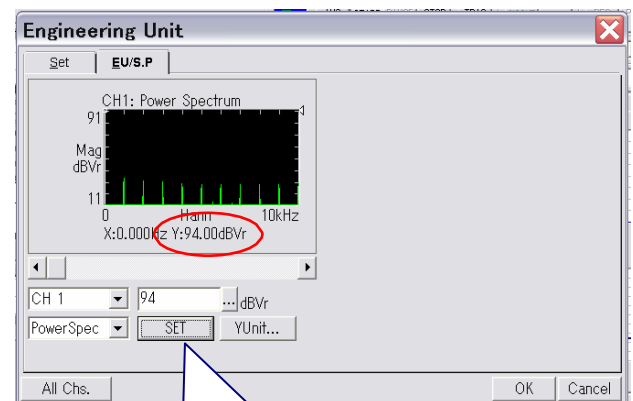 Engineering Unit
Set
EU/S.P
CH1: Power Spectrum
91
Mag
dBVr
11
0 Hann 10kHz
X:0.000Hz Y:94.00dBVr
CH 1
94
...
dBVr
PowerSpec
SET
YUnit...
All Chs.
OK
Cancel